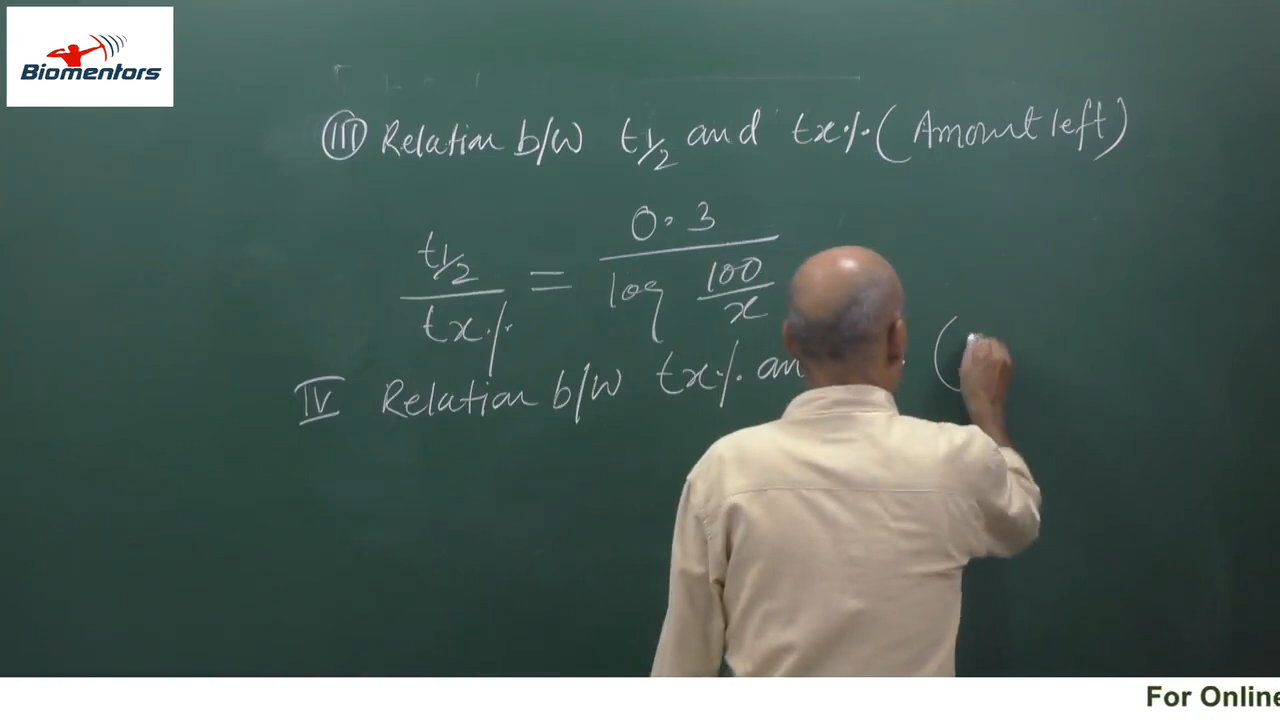 Biomentors
III Relation b/w t1/2 and tx% (Amount left)
t1/2 / tx% = 0.3 / log 100/x
IV Relation b/w tx% an
For Online